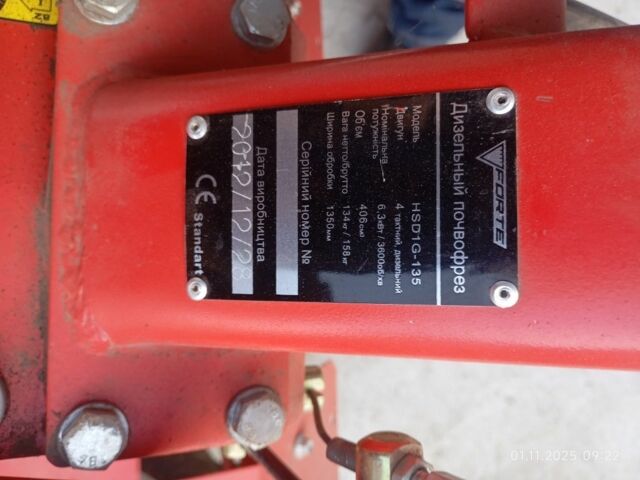 Дизельный почвофрез
FORTE
Модель HSD1G-135
Двигун 4 тактний, дизельний
Номінальна потужність 6,3кВт / 3600об/хв
Об'єм 406см3
Вага нетто/брутто 134кг / 158кг
Ширина обробки 1350мм
Серійний номер №
Дата виробництва
2012/12/28
CE Standart
01.11.2025 09:22